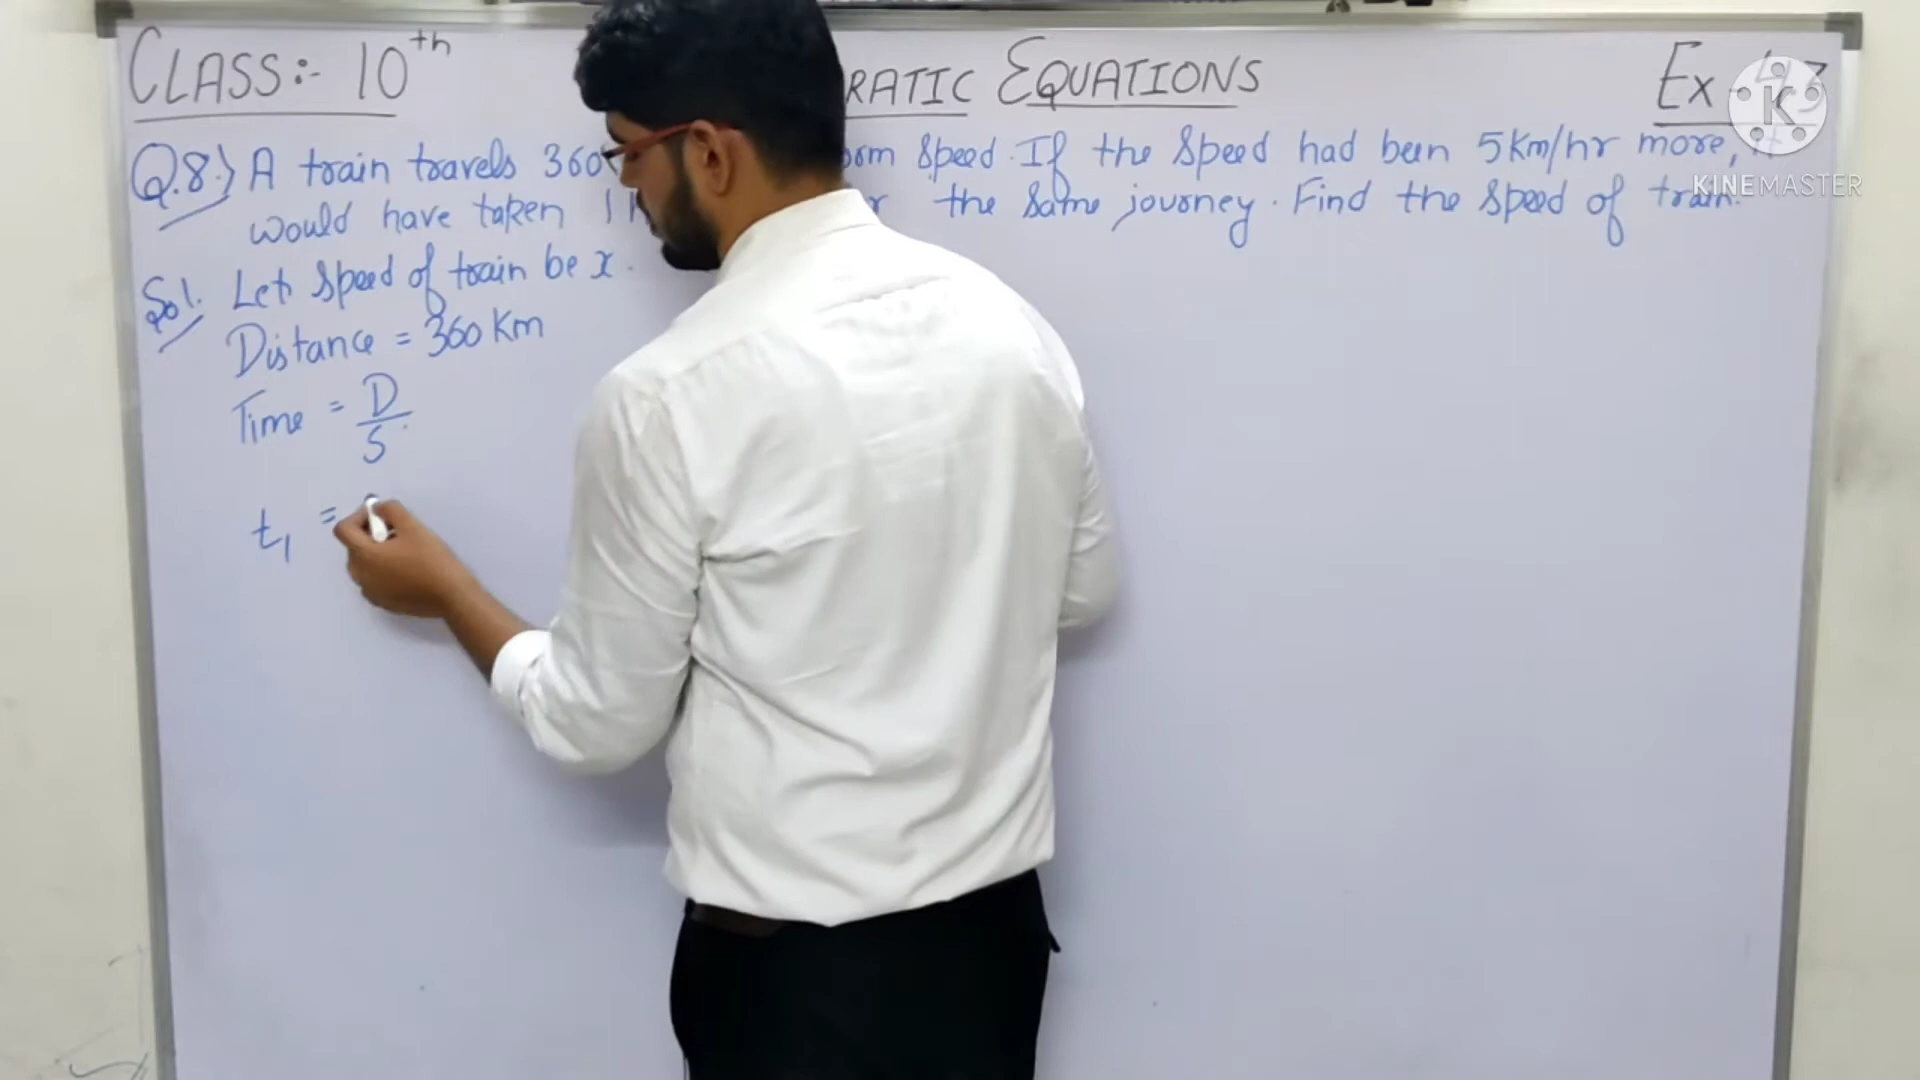 CLASS:- 10th RATIC EQUATIONS Ex
Q.8.) A train travels 360 speed. If the speed had been 5km/hr more,
would have taken 1 the same journey. Find the speed of train.
Sol. Let speed of train be x.
Distance = 360 Km
Time = D/S
t1 =
K
KINEMASTER